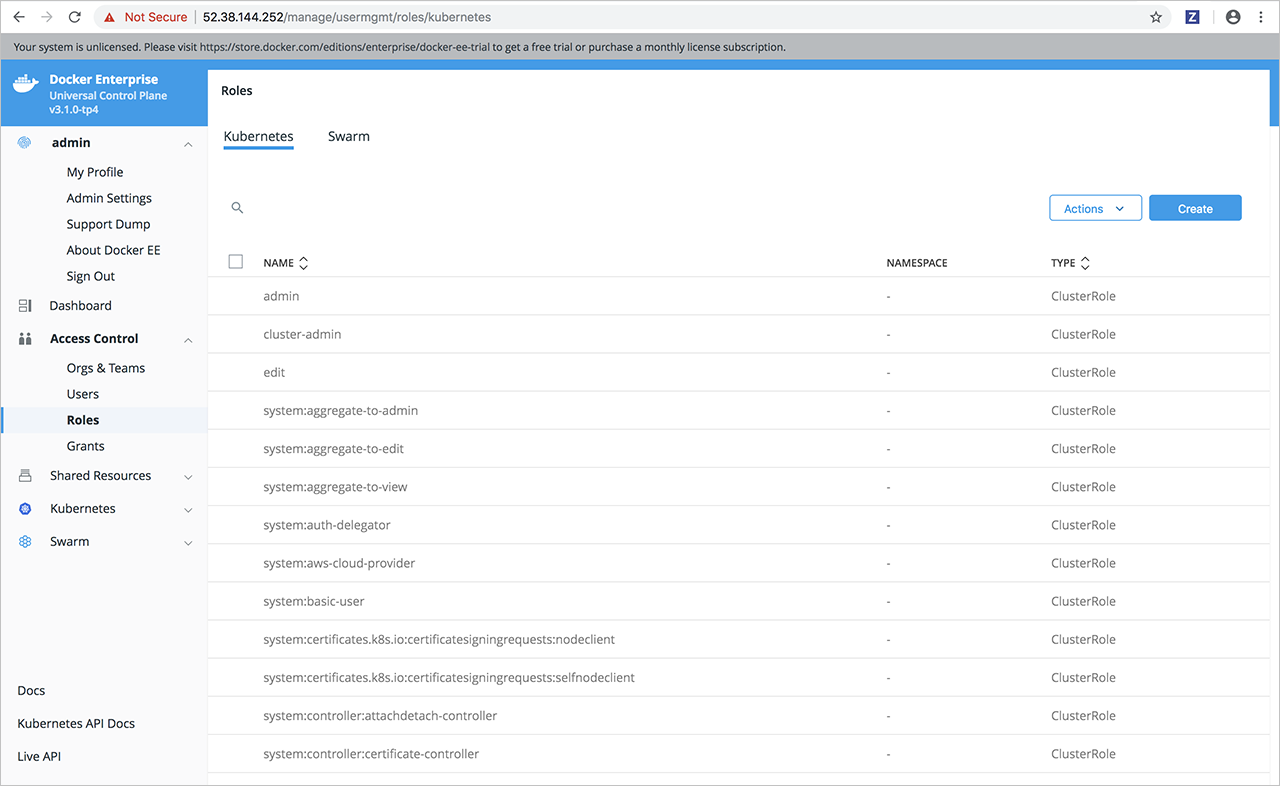 Not Secure 52.38.144.252/manage/usermgmt/roles/kubernetes
Z
Your system is unlicensed. Please visit https://store.docker.com/editions/enterprise/docker-ee-trial to get a free trial or purchase a monthly license subscription.
Docker Enterprise
Universal Control Plane
v3.1.0-tp4
admin
My Profile
Admin Settings
Support Dump
About Docker EE
Sign Out
Dashboard
Access Control
Orgs & Teams
Users
Roles
Grants
Shared Resources
Kubernetes
Swarm
Docs
Kubernetes API Docs
Live API
Roles
Kubernetes Swarm
Actions Create
NAME NAMESPACE TYPE
admin - ClusterRole
cluster-admin - ClusterRole
edit - ClusterRole
system:aggregate-to-admin - ClusterRole
system:aggregate-to-edit - ClusterRole
system:aggregate-to-view - ClusterRole
system:auth-delegator - ClusterRole
system:aws-cloud-provider - ClusterRole
system:basic-user - ClusterRole
system:certificates.k8s.io:certificatesigningrequests:nodeclient - ClusterRole
system:certificates.k8s.io:certificatesigningrequests:selfnodeclient - ClusterRole
system:controller:attachdetach-controller - ClusterRole
system:controller:certificate-controller - ClusterRole